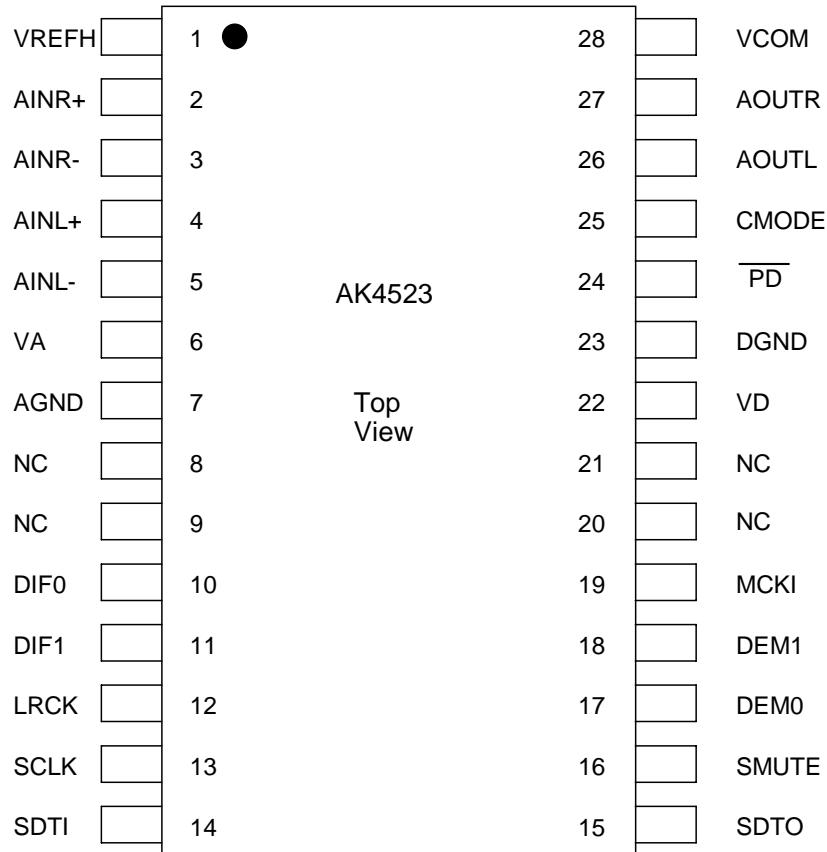 VREFH 1 28 VCOM
AINR+ 2 27 AOUTR
AINR- 3 26 AOUTL
AINL+ 4 25 CMODE
AINL- 5 24 P̅D̅
AK4523
VA 6 23 DGND
AGND 7 Top 22 VD
View
NC 8 21 NC
NC 9 20 NC
DIF0 10 19 MCKI
DIF1 11 18 DEM1
LRCK 12 17 DEM0
SCLK 13 16 SMUTE
SDTI 14 15 SDTO